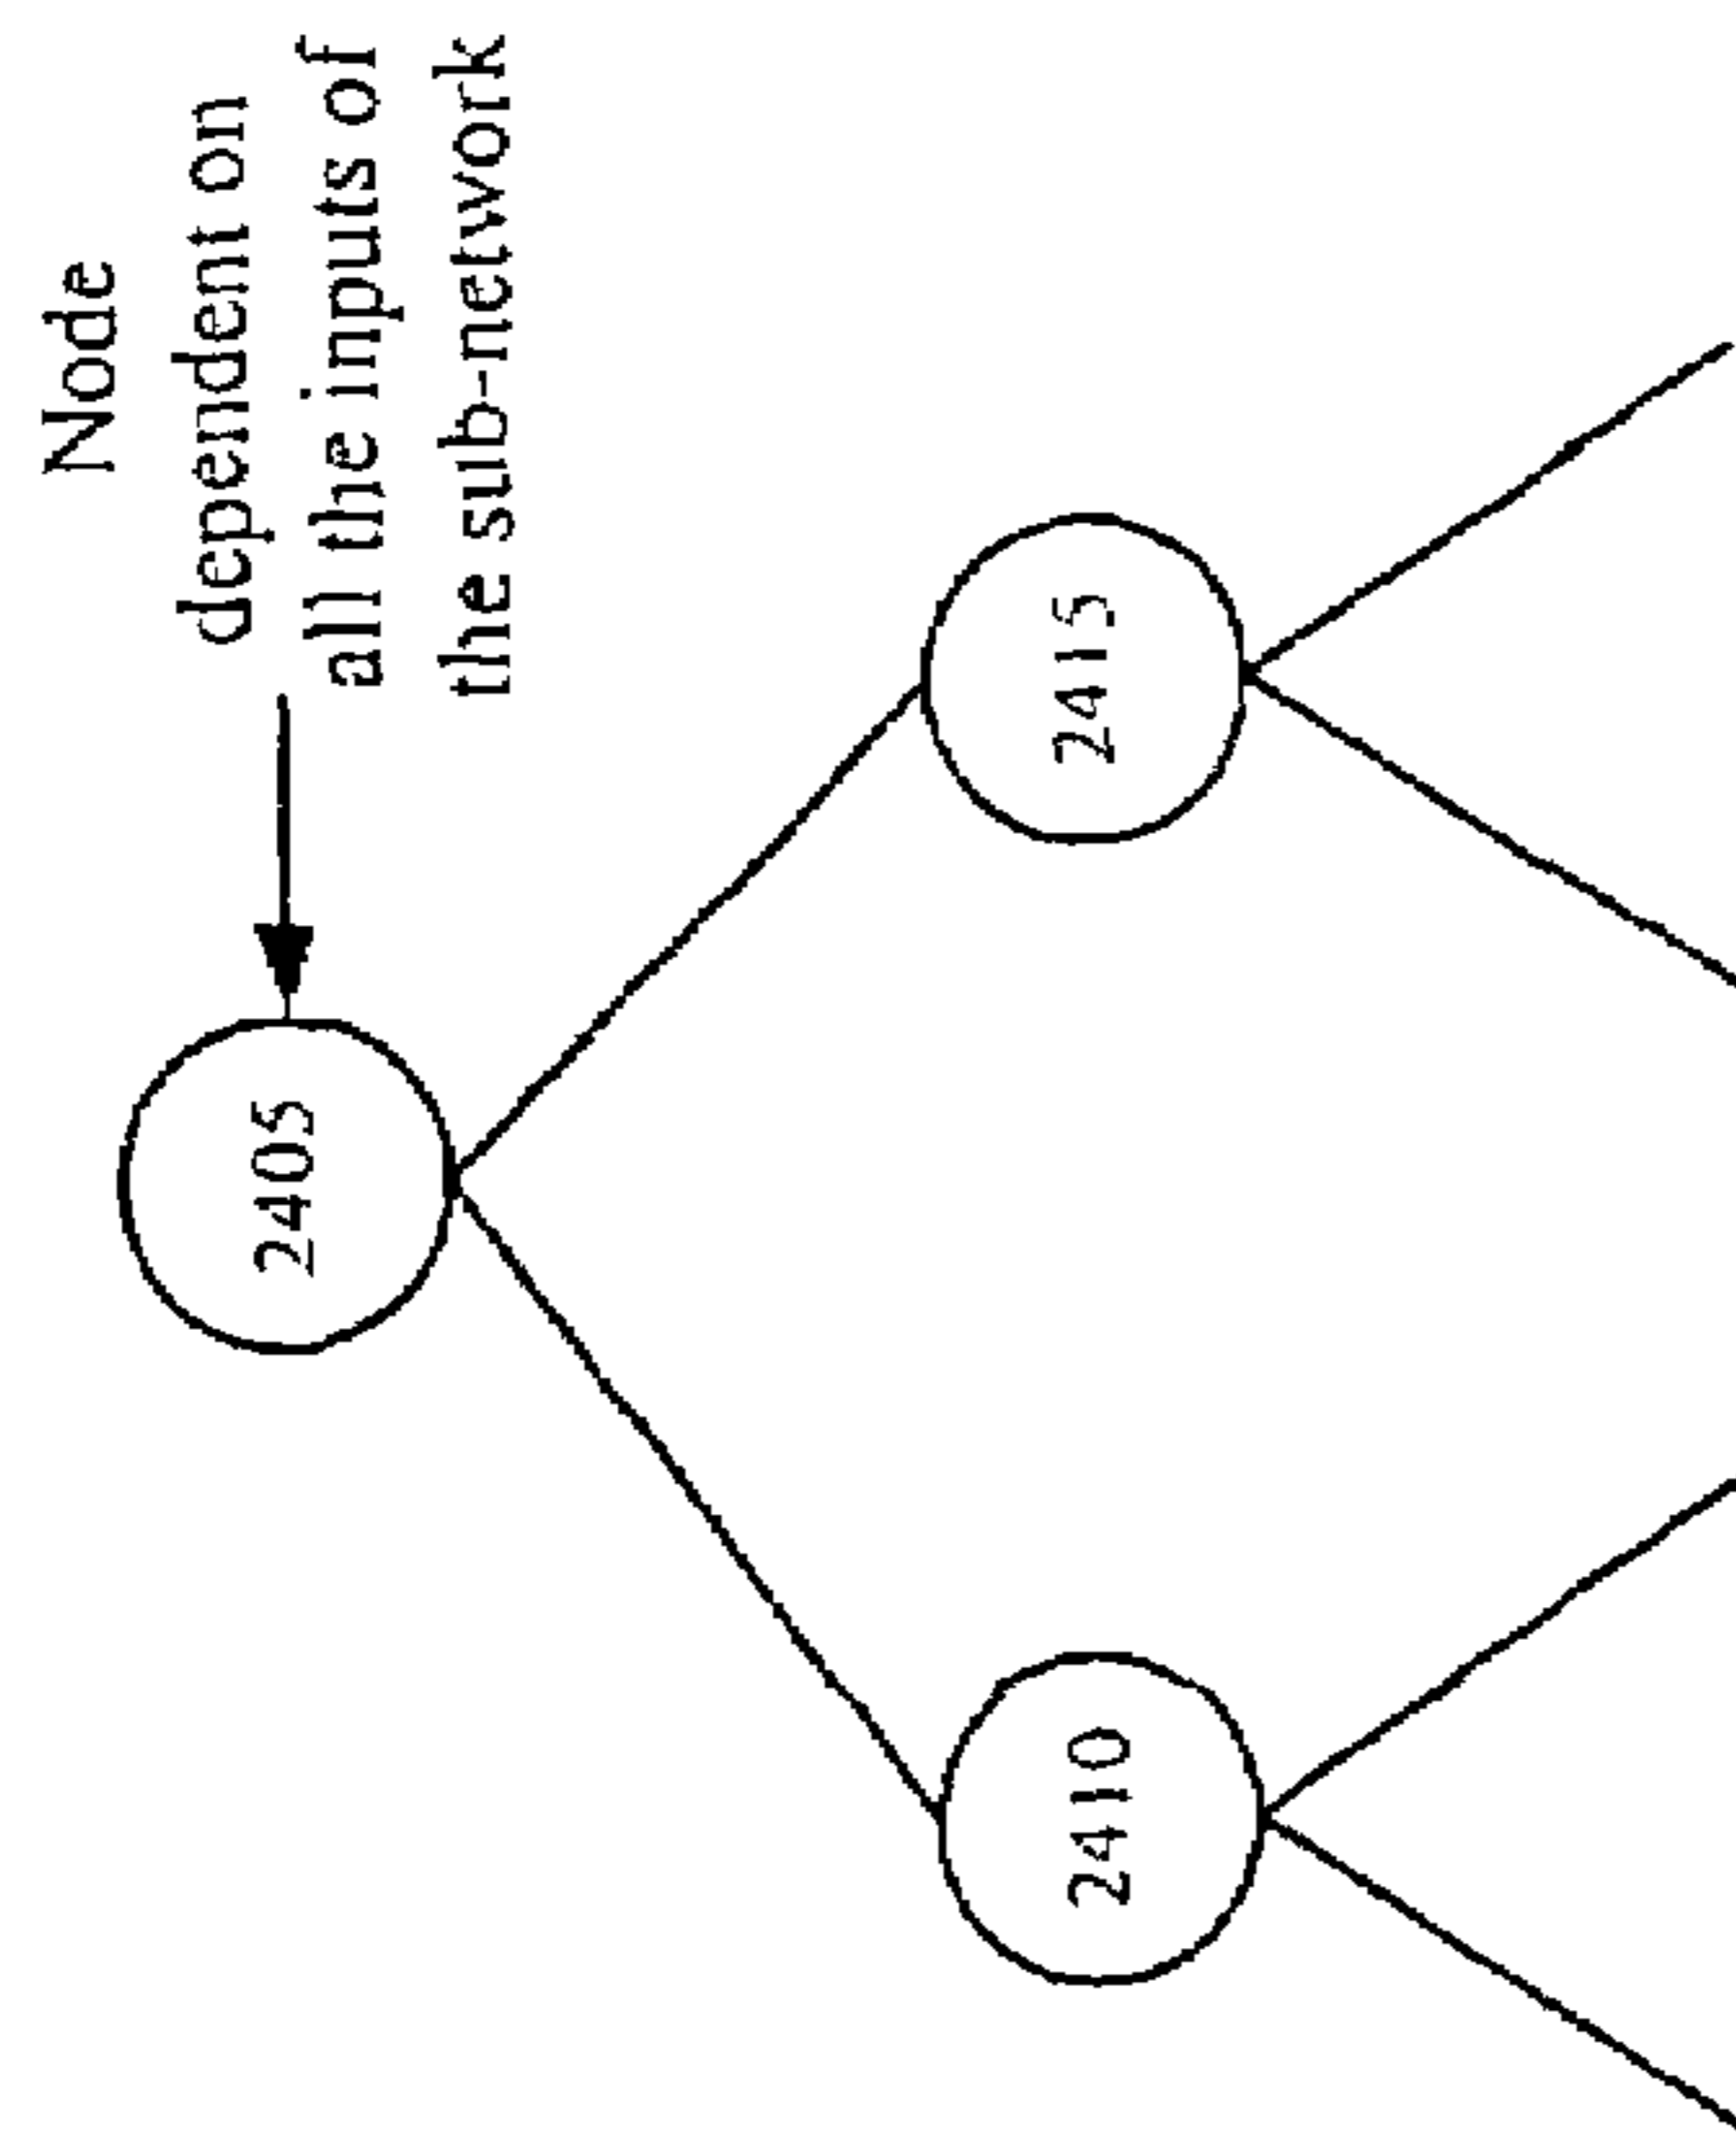 Node
dependent on
all the inputs of
the sub-network
2405
2410
2415